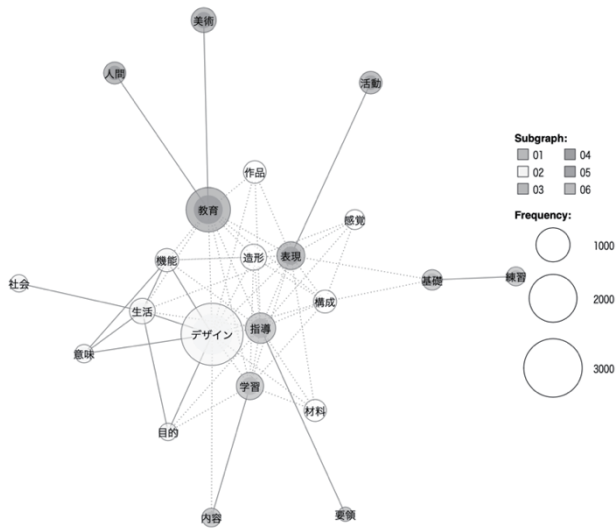 美術
人間
活動
作品
教育
感覚
機能
造形
表現
社会
基礎
練習
生活
構成
デザイン
指導
意味
学習
材料
目的
内容
要領
Subgraph:
01 04
02 05
03 06
Frequency:
1000
2000
3000